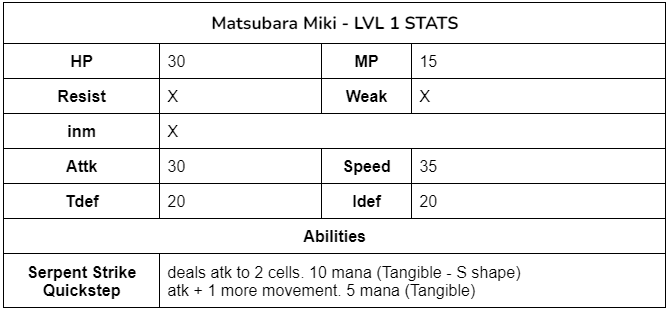 Matsubara Miki - LVL 1 STATS
HP 30 MP 15
Resist X Weak X
inm X
Attk 30 Speed 35
Tdef 20 Idef 20
Abilities
Serpent Strike deals atk to 2 cells. 10 mana (Tangible - S shape)
Quickstep atk + 1 more movement. 5 mana (Tangible)